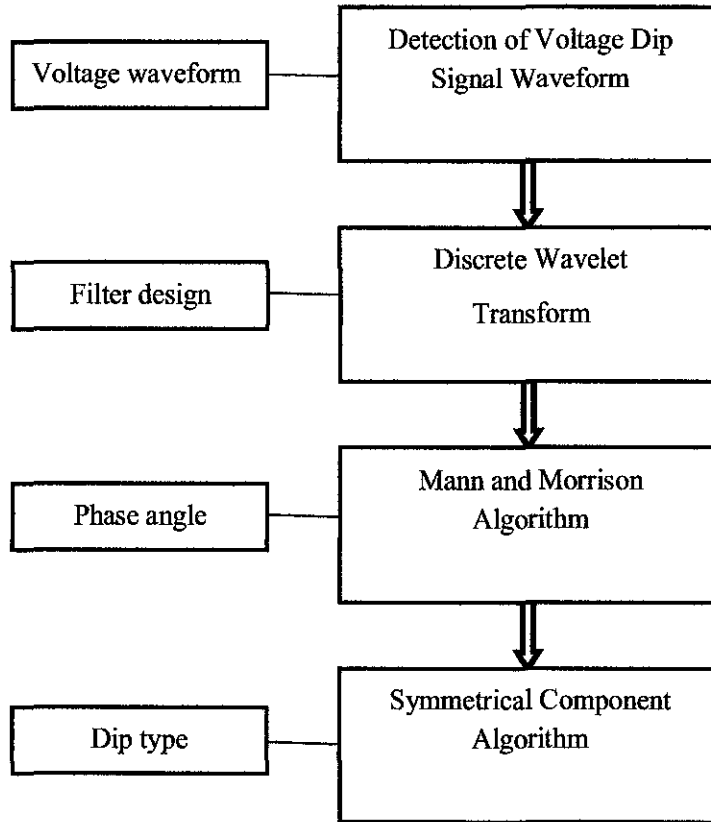 Voltage waveform
Detection of Voltage Dip
Signal Waveform
Filter design
Discrete Wavelet
Transform
Phase angle
Mann and Morrison
Algorithm
Dip type
Symmetrical Component
Algorithm